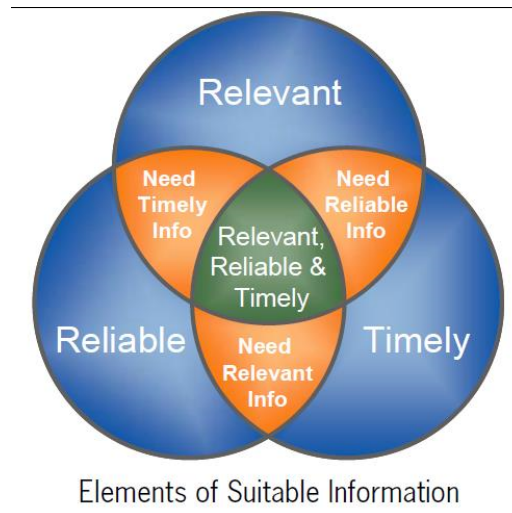 Relevant
Need
Timely
Info
Need
Reliable
Info
Relevant,
Reliable &
Timely
Reliable
Timely
Need
Relevant
Info
Elements of Suitable Information